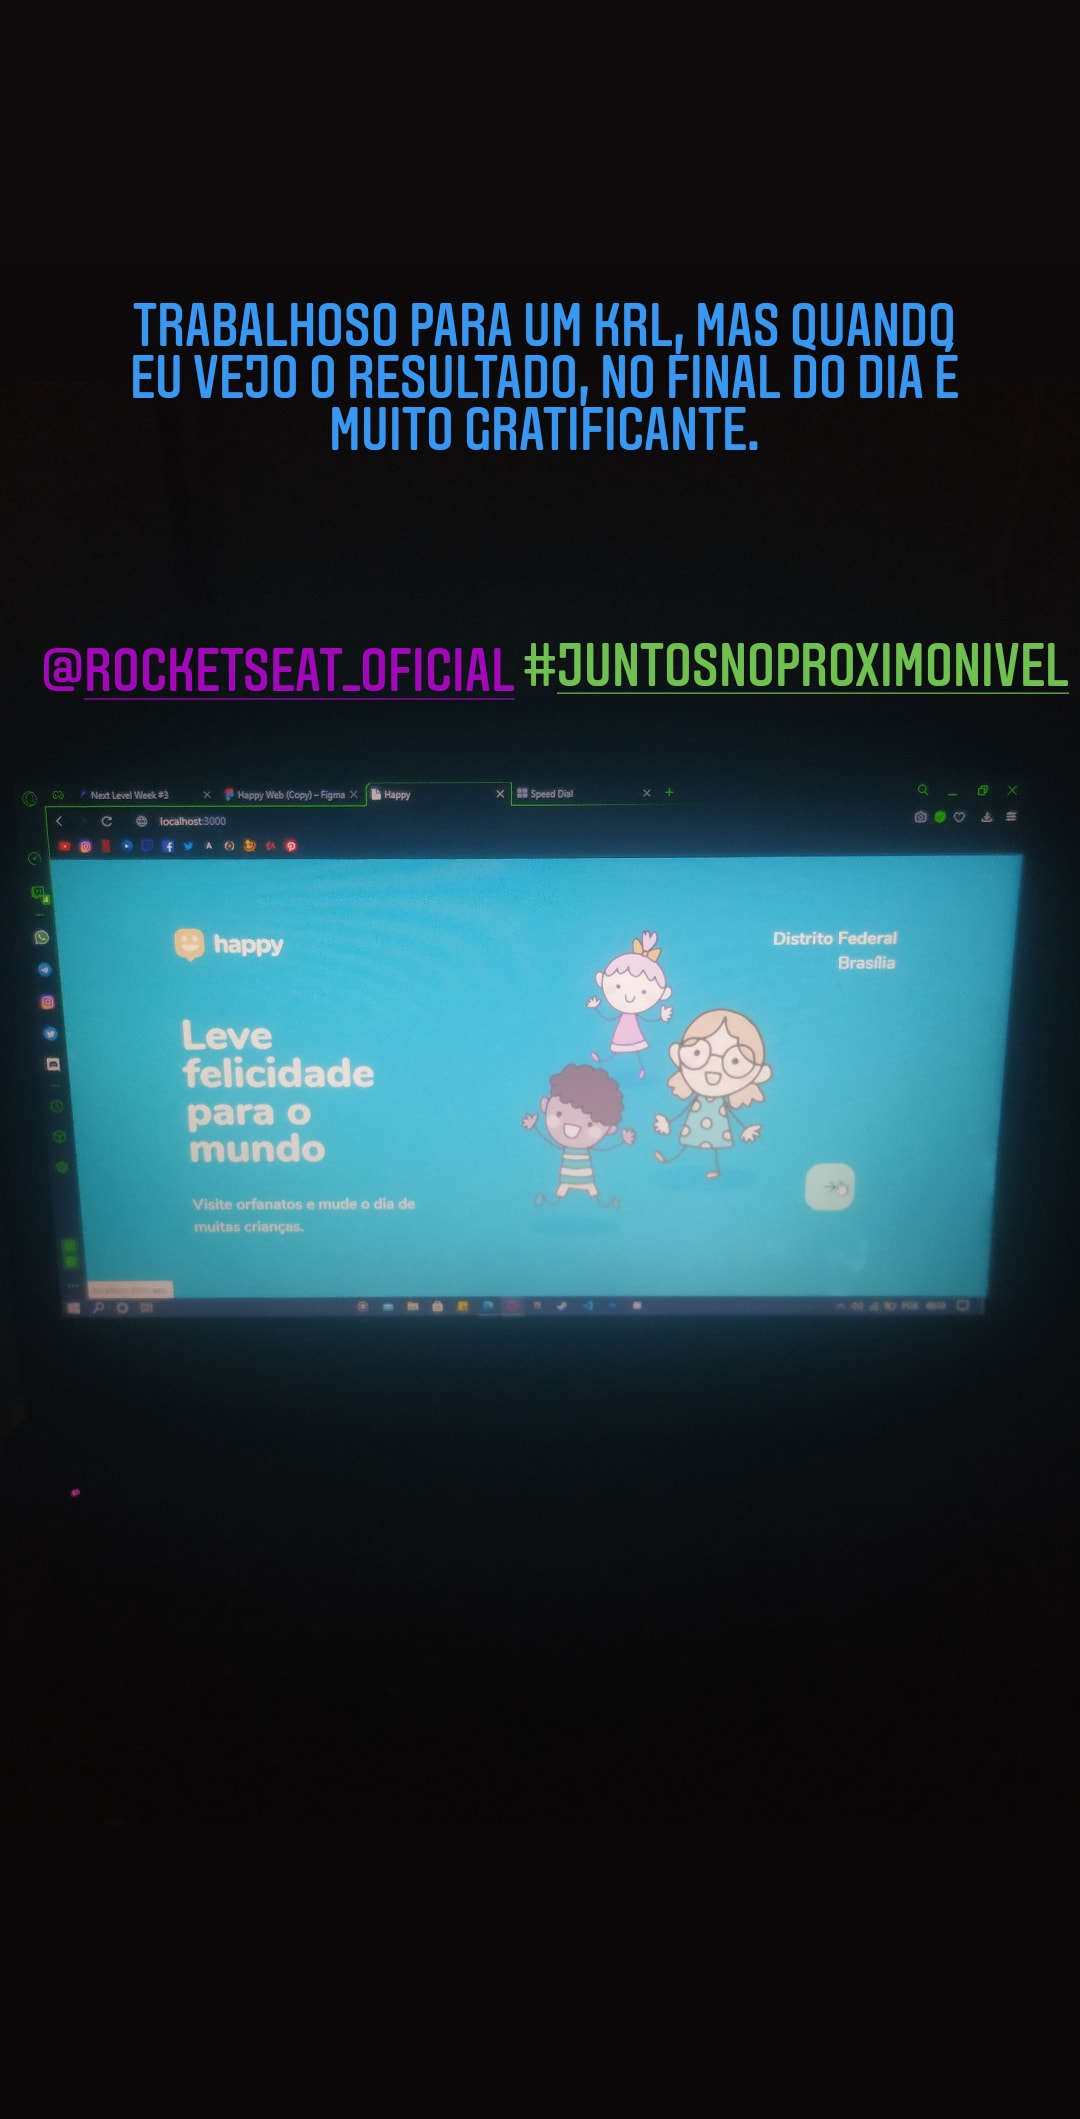 TRABALHOSO PARA UM KRL, MAS QUANDO
EU VEJO O RESULTADO, NO FINAL DO DIA É
MUITO GRATIFICANTE.
@ROCKETSEAT_OFICIAL #JUNTOSNOPROXIMONIVEL
Next Level Week #3 Happy Web (Copy) – Figma Happy Speed Dial
localhost:3000
happy
Distrito Federal
Brasília
Leve
felicidade
para o
mundo
Visite orfanatos e mude o dia de
muitas crianças.